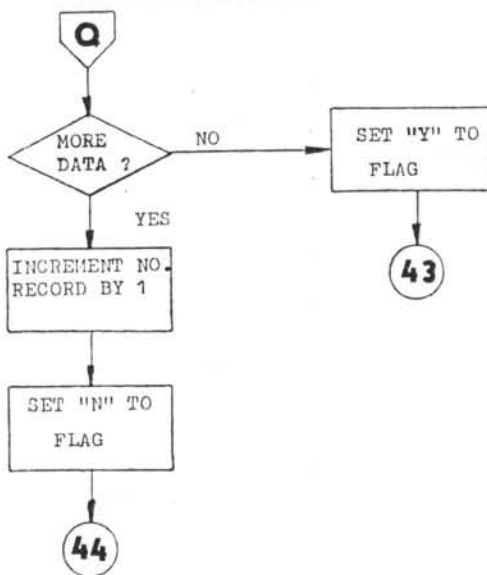 Q
MORE
DATA ?
NO
SET "Y" TO
FLAG
43
YES
INCREMENT NO.
RECORD BY 1
SET "N" TO
FLAG
44